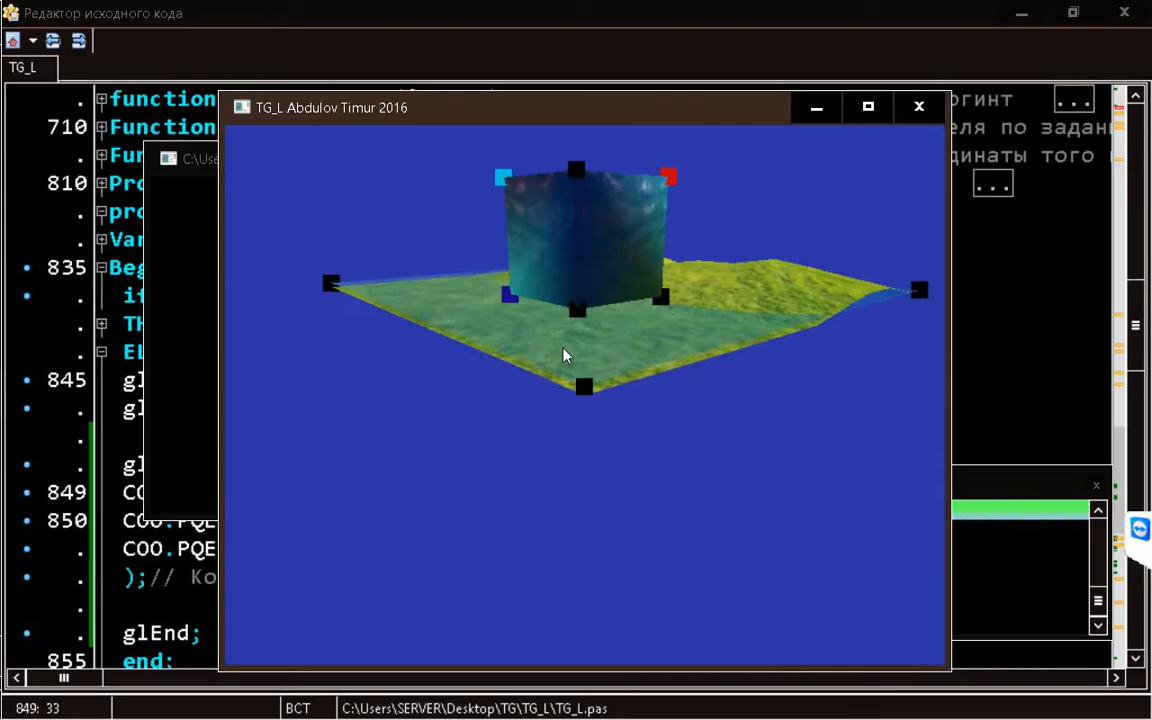 Редактор исходного кода
TG_L
TG_L Abdulov Timur 2016
C:\Use
. function
огинт ...
710 Function
еля по задан
. Fun
динаты того
810 Pro
...
. pro
. Var
835 Beg
. if
. TH
. EL
845 gl
. gl
.
. gl
849 CO
850 COO.PQE
. COO.PQE
. );// Ко
.
. glEnd;
855 end;
849: 33
ВСТ
C:\Users\SERVER\Desktop\TG\TG_L\TG_L.pas